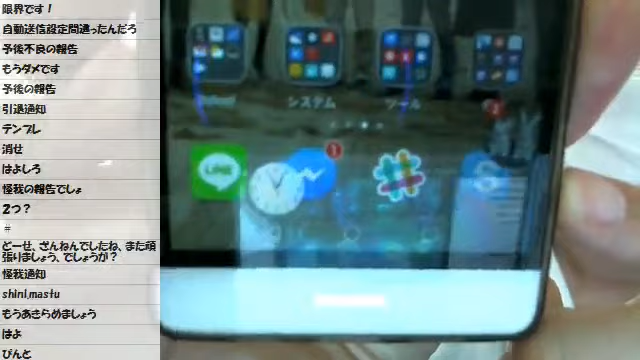 限界です！
自動送信設定間違ったんだろ
予後不良の報告
もうダメです
予後の報告
引退通知
テンプレ
消せ
はよしろ
怪我の報告でしょ
2つ？
#
どーせ、ざんねんでしたね、また頑
張りましょう、でしょうが？
怪我通知
shinl,mastu
もうあきらめましょう
はよ
ぴんと
システム
ツール
LINE
1
S